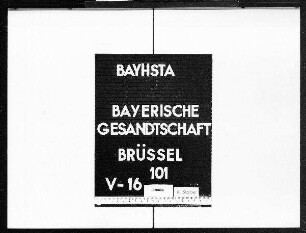 BAYHSTA
BAYERISCHE
GESANDTSCHAFT
BRÜSSEL
101
V-16